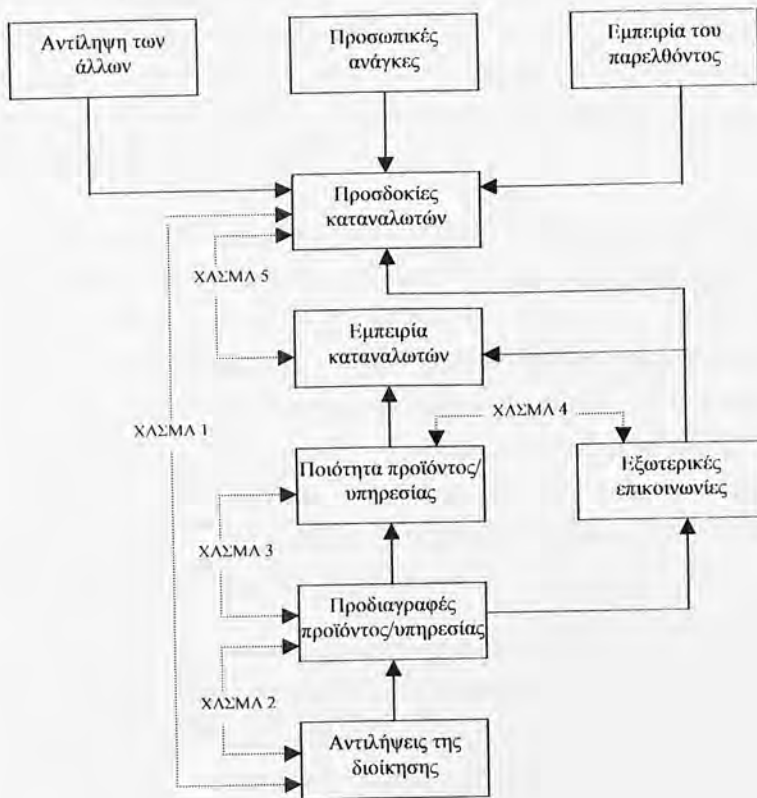 Αντίληψη των
άλλων
Προσωπικές
ανάγκες
Εμπειρία του
παρελθόντος
Προσδοκίες
καταναλωτών
ΧΑΣΜΑ 5
Εμπειρία
καταναλωτών
ΧΑΣΜΑ 4
ΧΑΣΜΑ 1
Ποιότητα προϊόντος/
υπηρεσίας
Εξωτερικές
επικοινωνίες
ΧΑΣΜΑ 3
Προδιαγραφές
προϊόντος/υπηρεσίας
ΧΑΣΜΑ 2
Αντιλήψεις της
διοίκησης